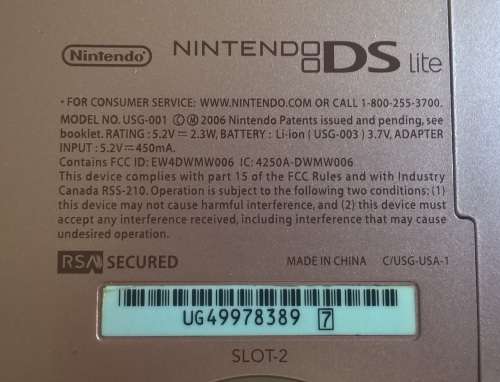 Nintendo® NINTENDO DS Lite
• FOR CONSUMER SERVICE: WWW.NINTENDO.COM OR CALL 1-800-255-3700.
MODEL NO. USG-001 Ⓒ Ⓜ 2006 Nintendo Patents issued and pending, see
booklet. RATING : 5.2V ⎓ 2.3W, BATTERY : Li-ion ( USG-003 ) 3.7V, ADAPTER
INPUT : 5.2V ⎓ 450mA.
Contains FCC ID: EW4DWMW006 IC: 4250A-DWMW006
This device complies with part 15 of the FCC Rules and with Industry
Canada RSS-210. Operation is subject to the following two conditions: (1)
this device may not cause harmful interference, and (2) this device must
accept any interference received, including interference that may cause
undesired operation.
RSA SECURED MADE IN CHINA C/USG-USA-1
UG49978389 7
SLOT-2